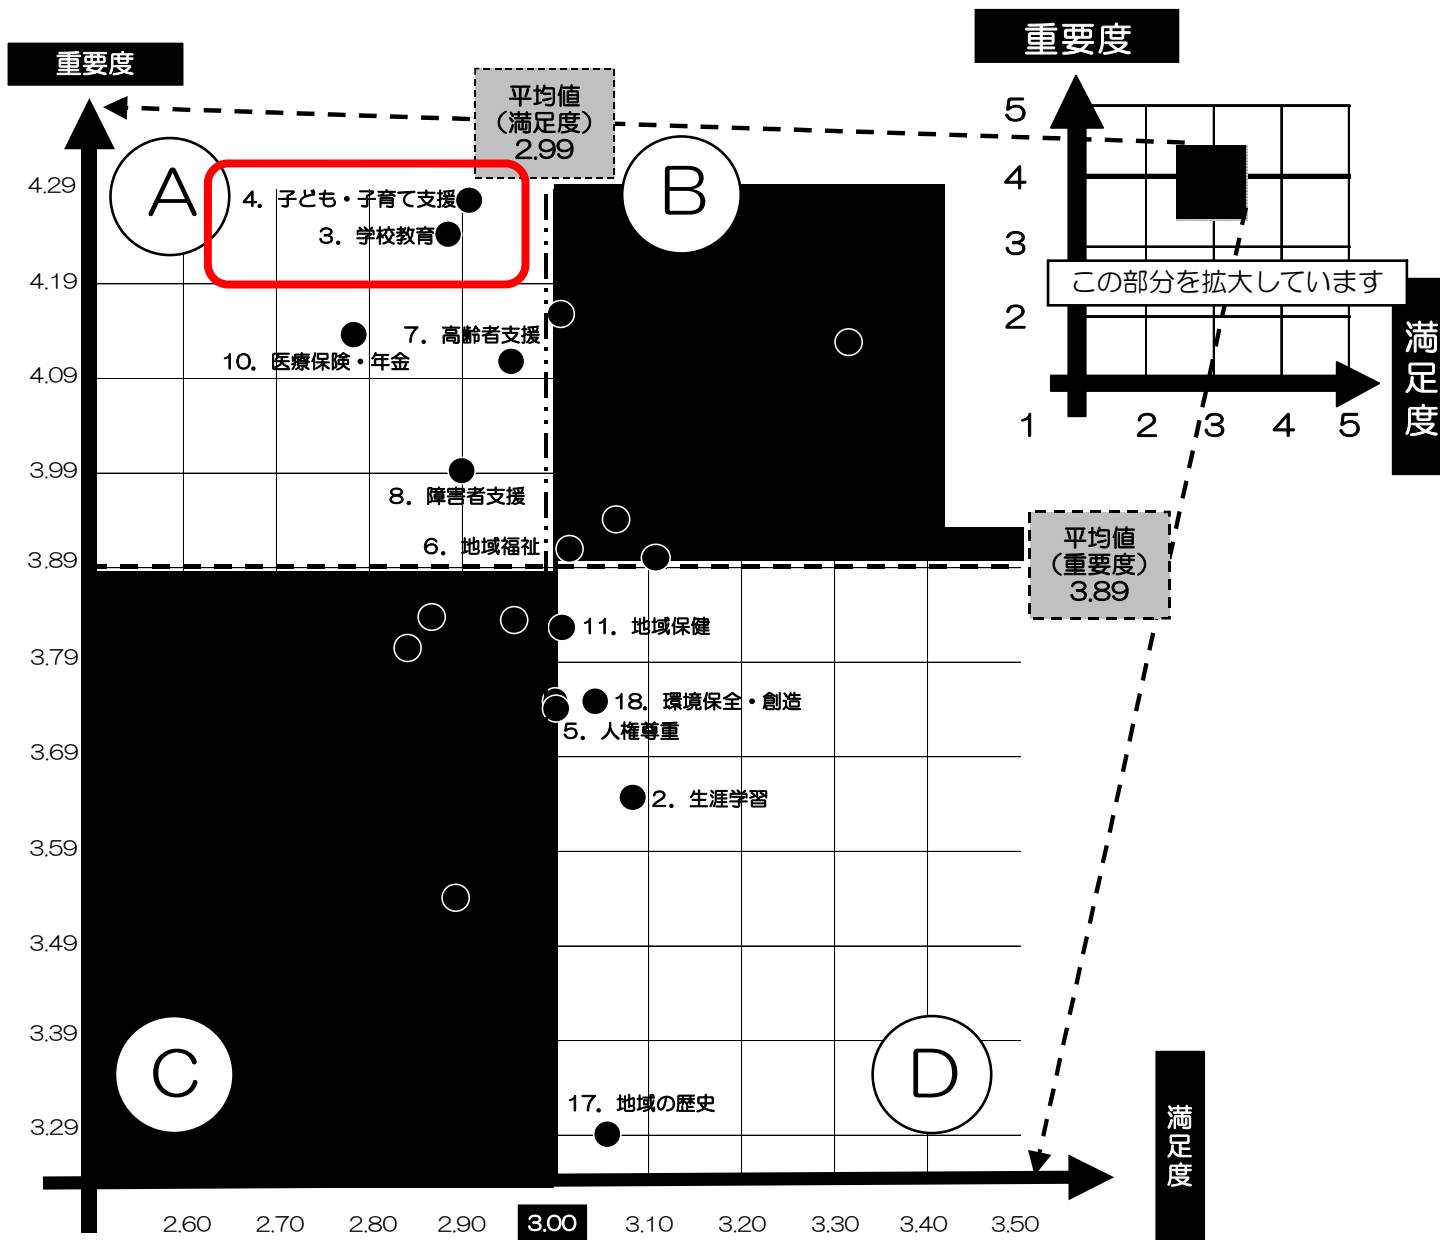 重要度
平均値
（満足度）
2.99
A
B
4．子ども・子育て支援
3．学校教育
7．高齢者支援
10．医療保険・年金
8．障害者支援
6．地域福祉
11．地域保健
18．環境保全・創造
5．人権尊重
2．生涯学習
17．地域の歴史
C
D
4.29
4.19
4.09
3.99
3.89
3.79
3.69
3.59
3.49
3.39
3.29
2.60 2.70 2.80 2.90 3.00 3.10 3.20 3.30 3.40 3.50
満足度
平均値
（重要度）
3.89
重要度
5
4
3
この部分を拡大しています
2
1 2 3 4 5
満足度